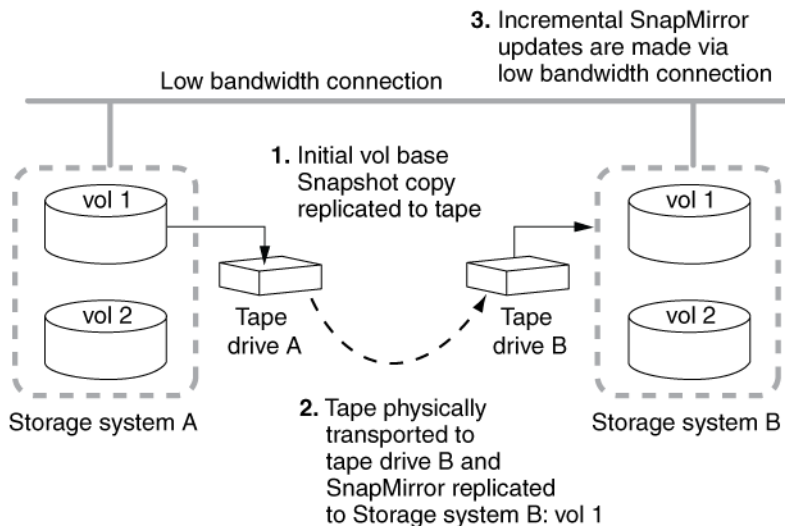 3. Incremental SnapMirror
updates are made via
low bandwidth connection
Low bandwidth connection
1. Initial vol base
Snapshot copy
replicated to tape
vol 1
vol 1
vol 2
vol 2
Tape
drive A
Tape
drive B
Storage system A
Storage system B
2. Tape physically
transported to
tape drive B and
SnapMirror replicated
to Storage system B: vol 1